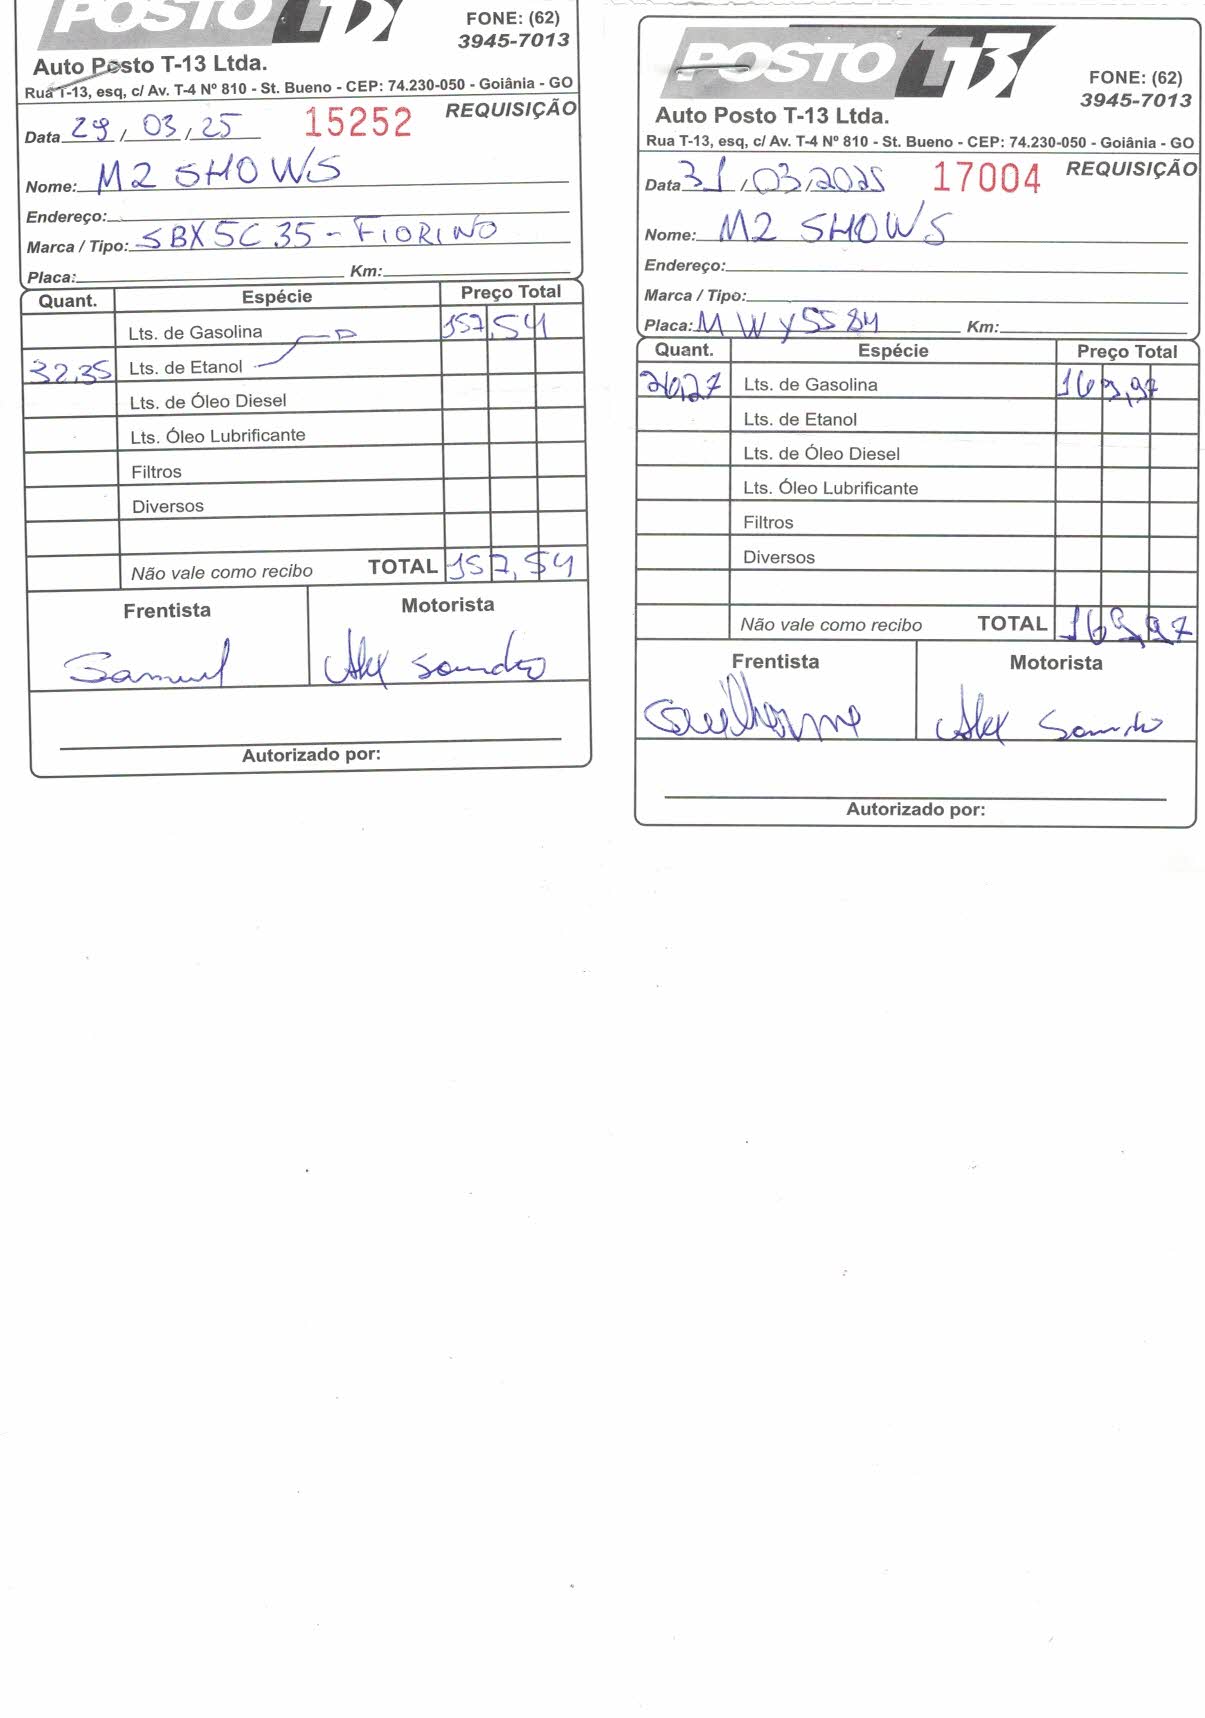 POSTO T13
FONE: (62)
3945-7013
Auto Posto T-13 Ltda.
Rua T-13, esq, c/ Av. T-4 Nº 810 - St. Bueno - CEP: 74.230-050 - Goiânia - GO
REQUISIÇÃO
Data 29 / 03 / 25 15252
Nome: M2 SHOWS
Endereço:
Marca / Tipo: SBX5C35 - FIORINO
Placa: Km:
Quant. Espécie Preço Total
Lts. de Gasolina 157,54
32,35 Lts. de Etanol
Lts. de Óleo Diesel
Lts. Óleo Lubrificante
Filtros
Diversos
Não vale como recibo TOTAL 157,54
Frentista Motorista
Samuel Alex Sandro
Autorizado por:
POSTO T13
FONE: (62)
3945-7013
Auto Posto T-13 Ltda.
Rua T-13, esq, c/ Av. T-4 Nº 810 - St. Bueno - CEP: 74.230-050 - Goiânia - GO
REQUISIÇÃO
Data 31 / 03 / 2025 17004
Nome: M2 SHOWS
Endereço:
Marca / Tipo:
Placa: MWY5584 Km:
Quant. Espécie Preço Total
26,27 Lts. de Gasolina 163,97
Lts. de Etanol
Lts. de Óleo Diesel
Lts. Óleo Lubrificante
Filtros
Diversos
Não vale como recibo TOTAL 163,97
Frentista Motorista
Guilherme Alex Sandro
Autorizado por: